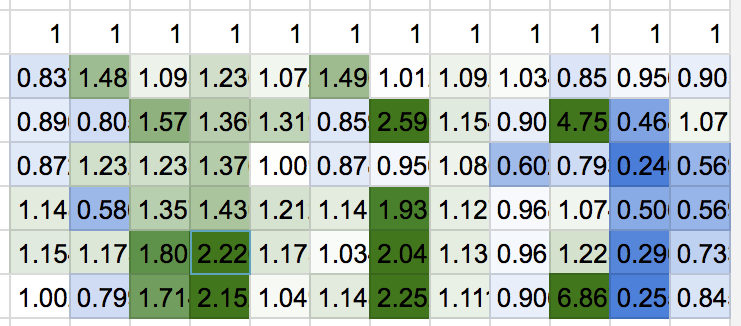 1 1 1 1 1 1 1 1 1 1 1 1
0.837 1.48 1.09 1.23 1.07 1.49 1.01 1.09 1.03 0.85 0.95 0.90
0.89 0.80 1.57 1.36 1.31 0.85 2.59 1.15 0.90 4.75 0.46 1.07
0.87 1.23 1.23 1.37 1.00 0.87 0.95 1.08 0.60 0.79 0.24 0.56
1.14 0.58 1.35 1.43 1.21 1.14 1.93 1.12 0.96 1.07 0.50 0.56
1.15 1.17 1.80 2.22 1.17 1.03 2.04 1.13 0.96 1.22 0.29 0.73
1.00 0.79 1.71 2.15 1.04 1.14 2.25 1.11 0.90 6.86 0.25 0.84